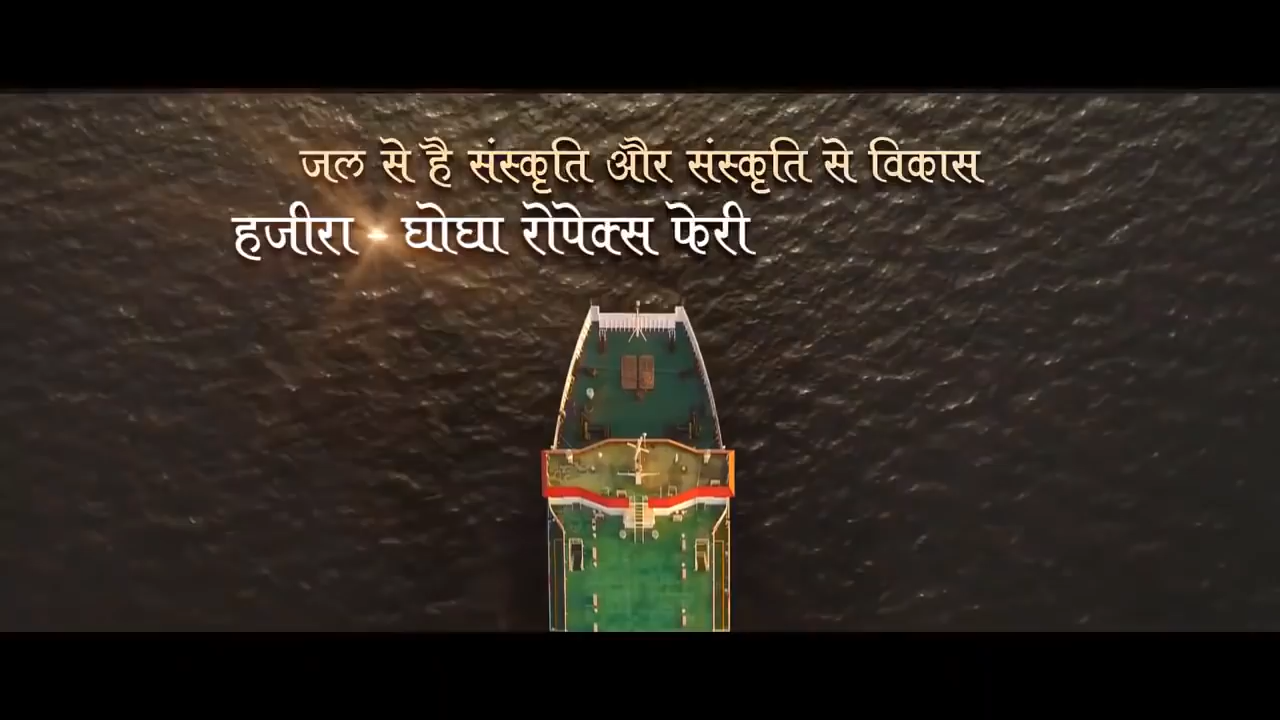 जल से है संस्कृति और संस्कृति से विकास
हजीरा - घोघा रोपेक्स फेरी